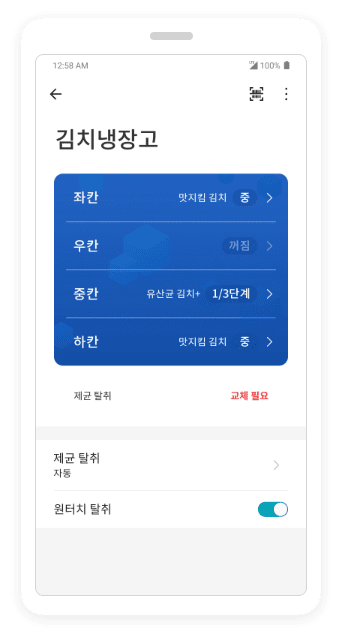 12:58 AM 100%
김치냉장고
좌칸 맛지킴 김치 중
우칸 꺼짐
중칸 유산균 김치+ 1/3단계
하칸 맛지킴 김치 중
제균 탈취 교체 필요
제균 탈취
자동
원터치 탈취